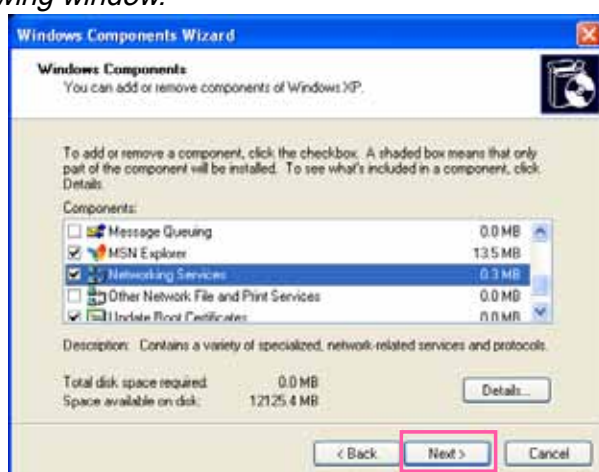 wing window.
Windows Components Wizard
Windows Components
You can add or remove components of Windows XP.
To add or remove a component, click the checkbox. A shaded box means that only
part of the component will be installed. To see what's included in a component, click
Details.
Components:
Message Queuing 0.0 MB
MSN Explorer 13.5 MB
Networking Services 0.3 MB
Other Network File and Print Services 0.0 MB
Update Root Certificates 0.0 MB
Description: Contains a variety of specialized, network-related services and protocols.
Total disk space required: 0.0 MB
Space available on disk: 12125.4 MB
Details...
< Back
Next >
Cancel